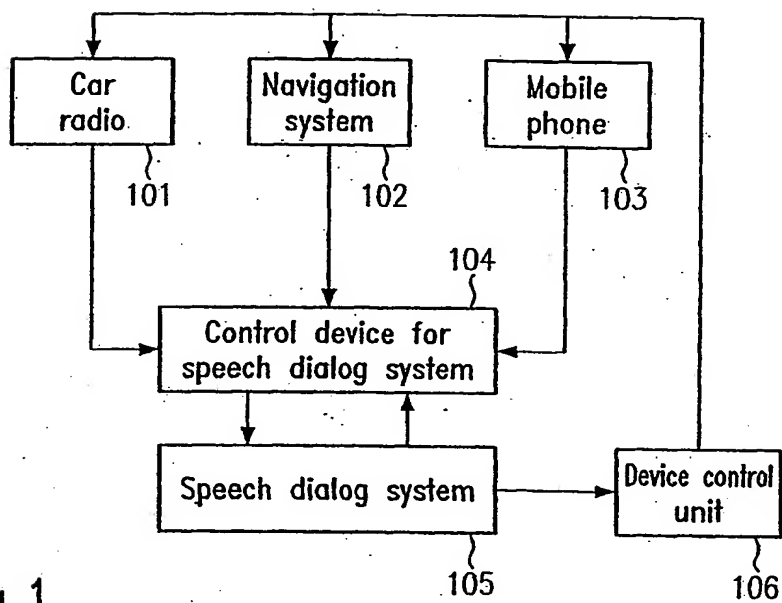 Car
radio
101
Navigation
system
102
Mobile
phone
103
104
Control device for
speech dialog system
Speech dialog system
105
Device control
unit
106
1